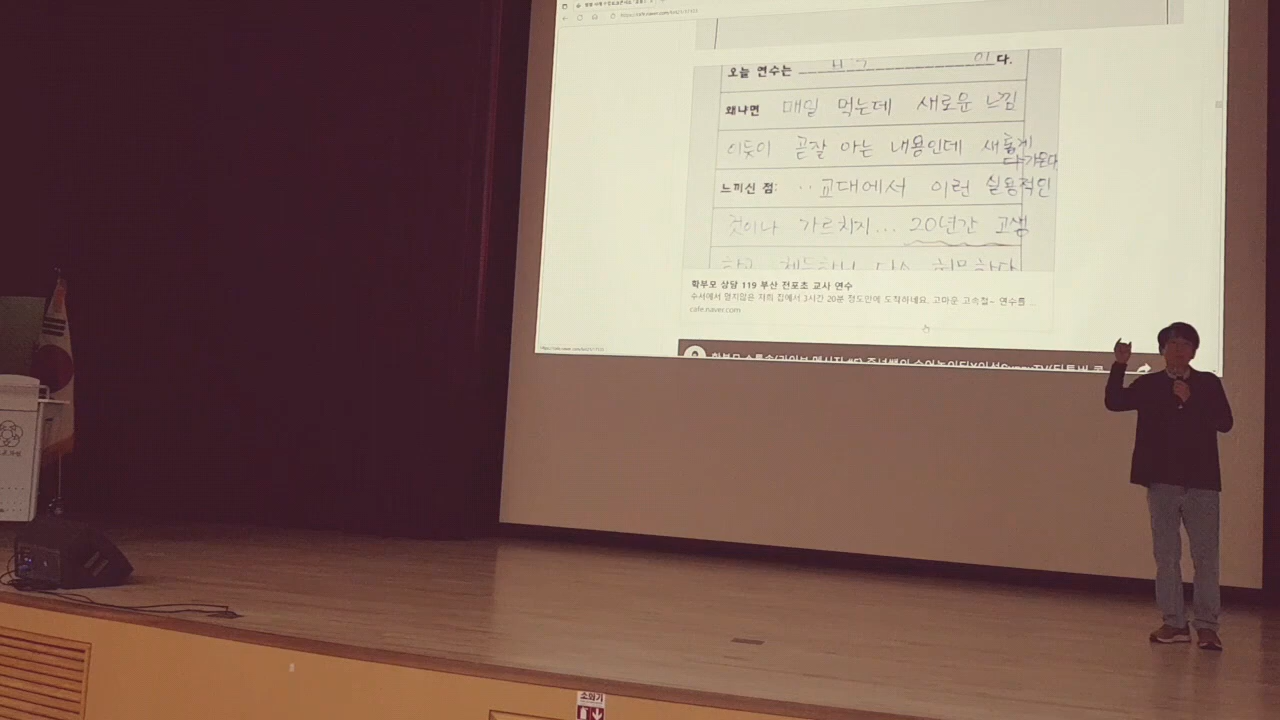 오늘 연수는 다.
왜냐면 매일 먹는데 새로운 느낌
이듯이 곧잘 아는 내용인데 새롭게
다가온다.
느끼신 점: ..교대에서 이런 실용적인
것이나 가르치지... 20년간 고생
학부모 상담 119 부산 전포초 교사 연수
수서에서 멀지않은 저희 집에서 3시간 20분 정도만에 도착하네요. 고마운 고속철~ 연수를 ...
cafe.naver.com
소화기